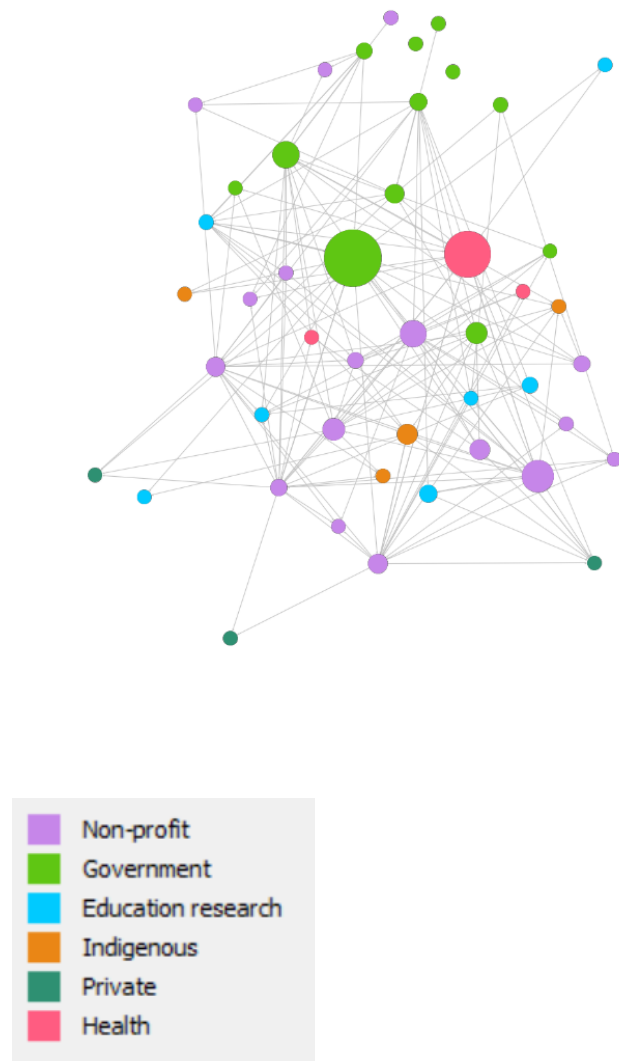 Non-profit
Government
Education research
Indigenous
Private
Health